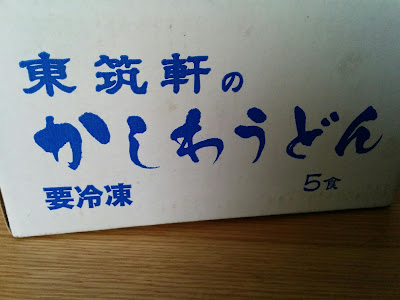 東筑軒の
かしわうどん
要冷凍 5食